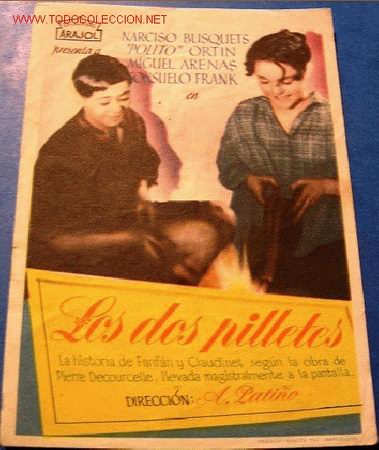 WWW.TODOCOLECCION.NET
ARAJOL
presenta a
NARCISO BUSQUETS
"POLITO" ORTIN
MIGUEL ARENAS
CONSUELO FRANK
en
Los dos pilletes
La historia de Fanfán y Claudinet, según la obra de
Pierre Decourcelle, llevada magistralmente a la pantalla.
DIRECCIÓN: A. Patiño